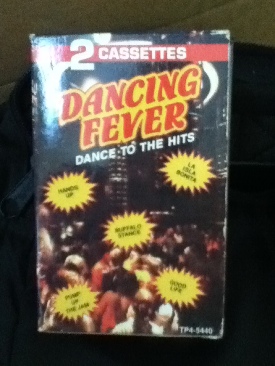 2 CASSETTES
DANCING
FEVER
DANCE TO THE HITS
LA
ISLA
BONITA
HANDS
UP
BUFFALO
STANCE
PUMP
UP
THE JAM
GOOD
LIFE
TP4-5440